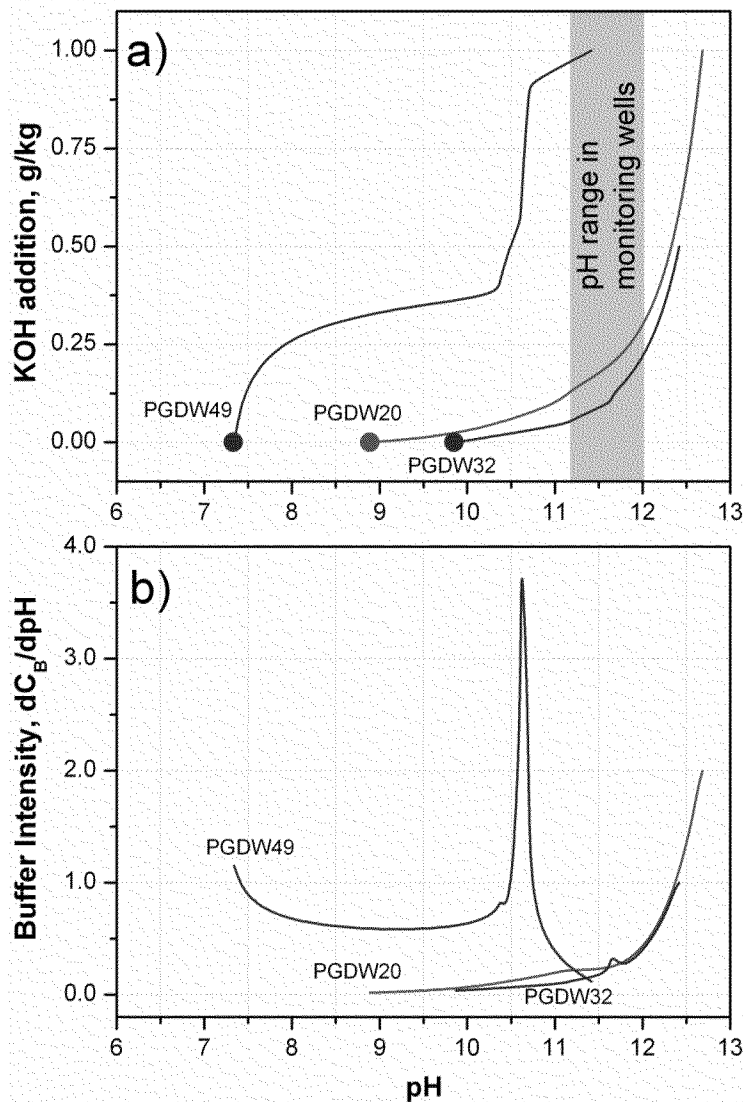 a)
KOH addition, g/kg
1.00
0.75
0.50
0.25
0.00
pH range in
monitoring wells
PGDW49
PGDW20
PGDW32
6 7 8 9 10 11 12 13
b)
Buffer Intensity, dC_B/dpH
4.0
3.0
2.0
1.0
0.0
PGDW49
PGDW20
PGDW32
6 7 8 9 10 11 12 13
pH